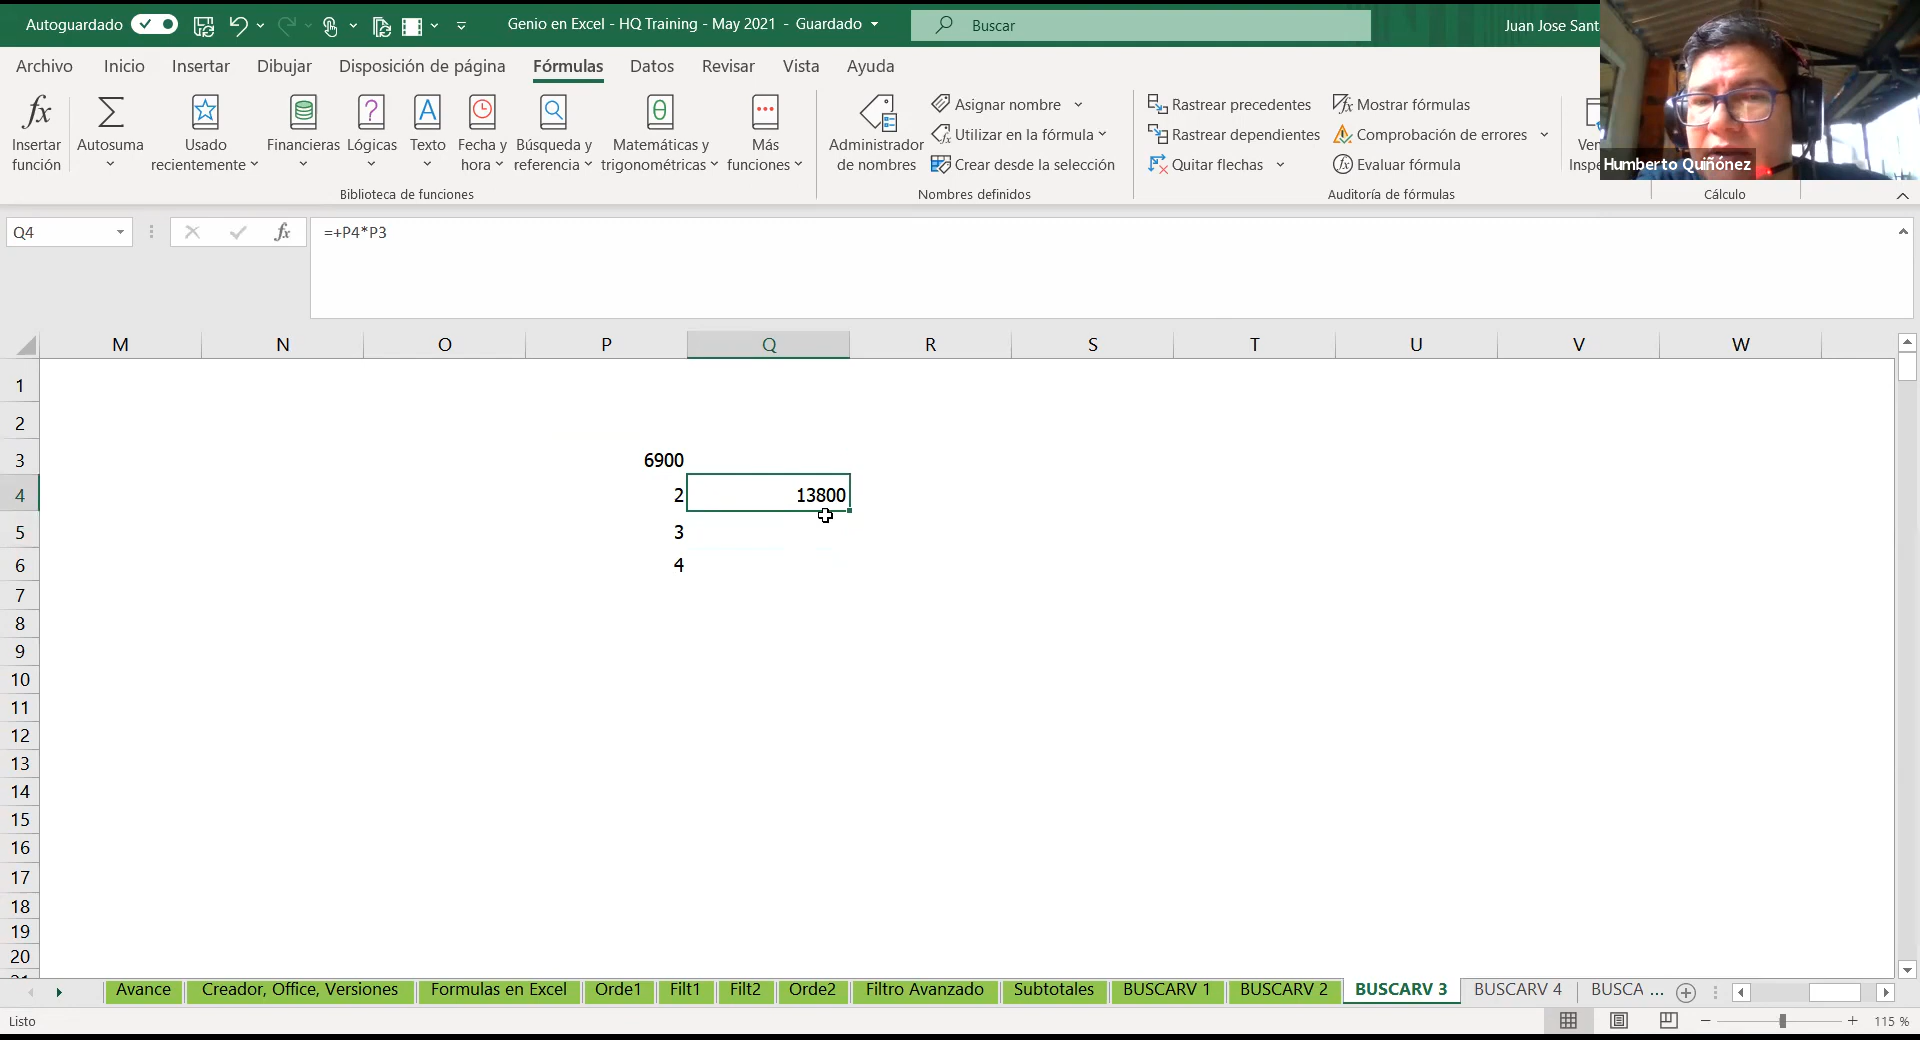 Autoguardado
Genio en Excel - HQ Training - May 2021 - Guardado
Buscar
Juan Jose Sant
Archivo Inicio Insertar Dibujar Disposición de página Fórmulas Datos Revisar Vista Ayuda
Insertar función
Autosuma
Usado recientemente
Financieras
Lógicas
Texto
Fecha y hora
Búsqueda y referencia
Matemáticas y trigonométricas
Más funciones
Biblioteca de funciones
Administrador de nombres
Asignar nombre
Utilizar en la fórmula
Crear desde la selección
Nombres definidos
Rastrear precedentes
Rastrear dependientes
Quitar flechas
Mostrar fórmulas
Comprobación de errores
Evaluar fórmula
Auditoría de fórmulas
Ven
Inspe
Cálculo
Humberto Quiñónez
Q4
fx
=+P4*P3
M N O P Q R S T U V W
1
2
3 6900
4 2 13800
5 3
6 4
7
8
9
10
11
12
13
14
15
16
17
18
19
20
21
Avance Creador, Office, Versiones Formulas en Excel Orde1 Filt1 Filt2 Orde2 Filtro Avanzado Subtotales BUSCARV 1 BUSCARV 2 BUSCARV 3 BUSCARV 4 BUSCA ...
Listo
115 %